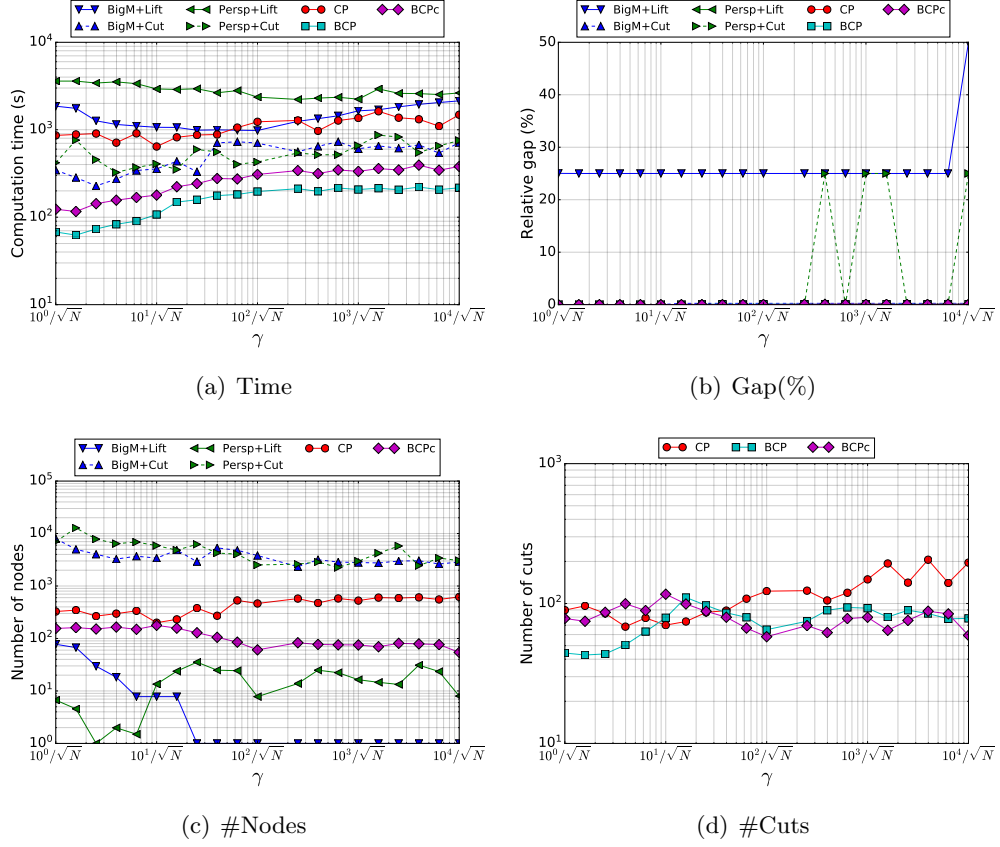 BigM+Lift Persp+Lift CP BCPc
BigM+Cut Persp+Cut BCP
Computation time (s)
10^4
10^3
10^2
10^1
10^0/√N 10^1/√N 10^2/√N 10^3/√N 10^4/√N
γ
(a) Time
BigM+Lift Persp+Lift CP BCPc
BigM+Cut Persp+Cut BCP
Relative gap (%)
50
40
30
20
10
0
10^0/√N 10^1/√N 10^2/√N 10^3/√N 10^4/√N
γ
(b) Gap(%)
BigM+Lift Persp+Lift CP BCPc
BigM+Cut Persp+Cut
Number of nodes
10^5
10^4
10^3
10^2
10^1
10^0
10^0/√N 10^1/√N 10^2/√N 10^3/√N 10^4/√N
γ
(c) #Nodes
CP BCP BCPc
Number of cuts
10^3
10^2
10^1
10^0/√N 10^1/√N 10^2/√N 10^3/√N 10^4/√N
γ
(d) #Cuts